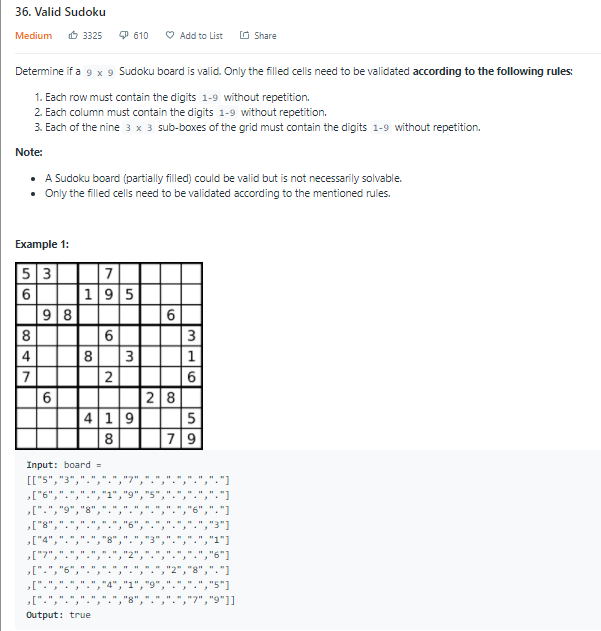 36. Valid Sudoku
Medium 3325 610 Add to List Share
Determine if a 9 x 9 Sudoku board is valid. Only the filled cells need to be validated according to the following rules:
1. Each row must contain the digits 1-9 without repetition.
2. Each column must contain the digits 1-9 without repetition.
3. Each of the nine 3 x 3 sub-boxes of the grid must contain the digits 1-9 without repetition.
Note:
• A Sudoku board (partially filled) could be valid but is not necessarily solvable.
• Only the filled cells need to be validated according to the mentioned rules.
Example 1:
5 3 7
6 1 9 5
9 8 6
8 6 3
4 8 3 1
7 2 6
6 2 8
4 1 9 5
8 7 9
Input: board =
[["5","3",".",".","7",".",".",".","."]
,["6",".",".","1","9","5",".",".","."]
,[".","9","8",".",".",".",".","6","."]
,["8",".",".",".","6",".",".",".","3"]
,["4",".",".","8",".","3",".",".","1"]
,["7",".",".",".","2",".",".",".","6"]
,[".","6",".",".",".",".","2","8","."]
,[".",".",".","4","1","9",".",".","5"]
,[".",".",".",".","8",".",".","7","9"]]
Output: true